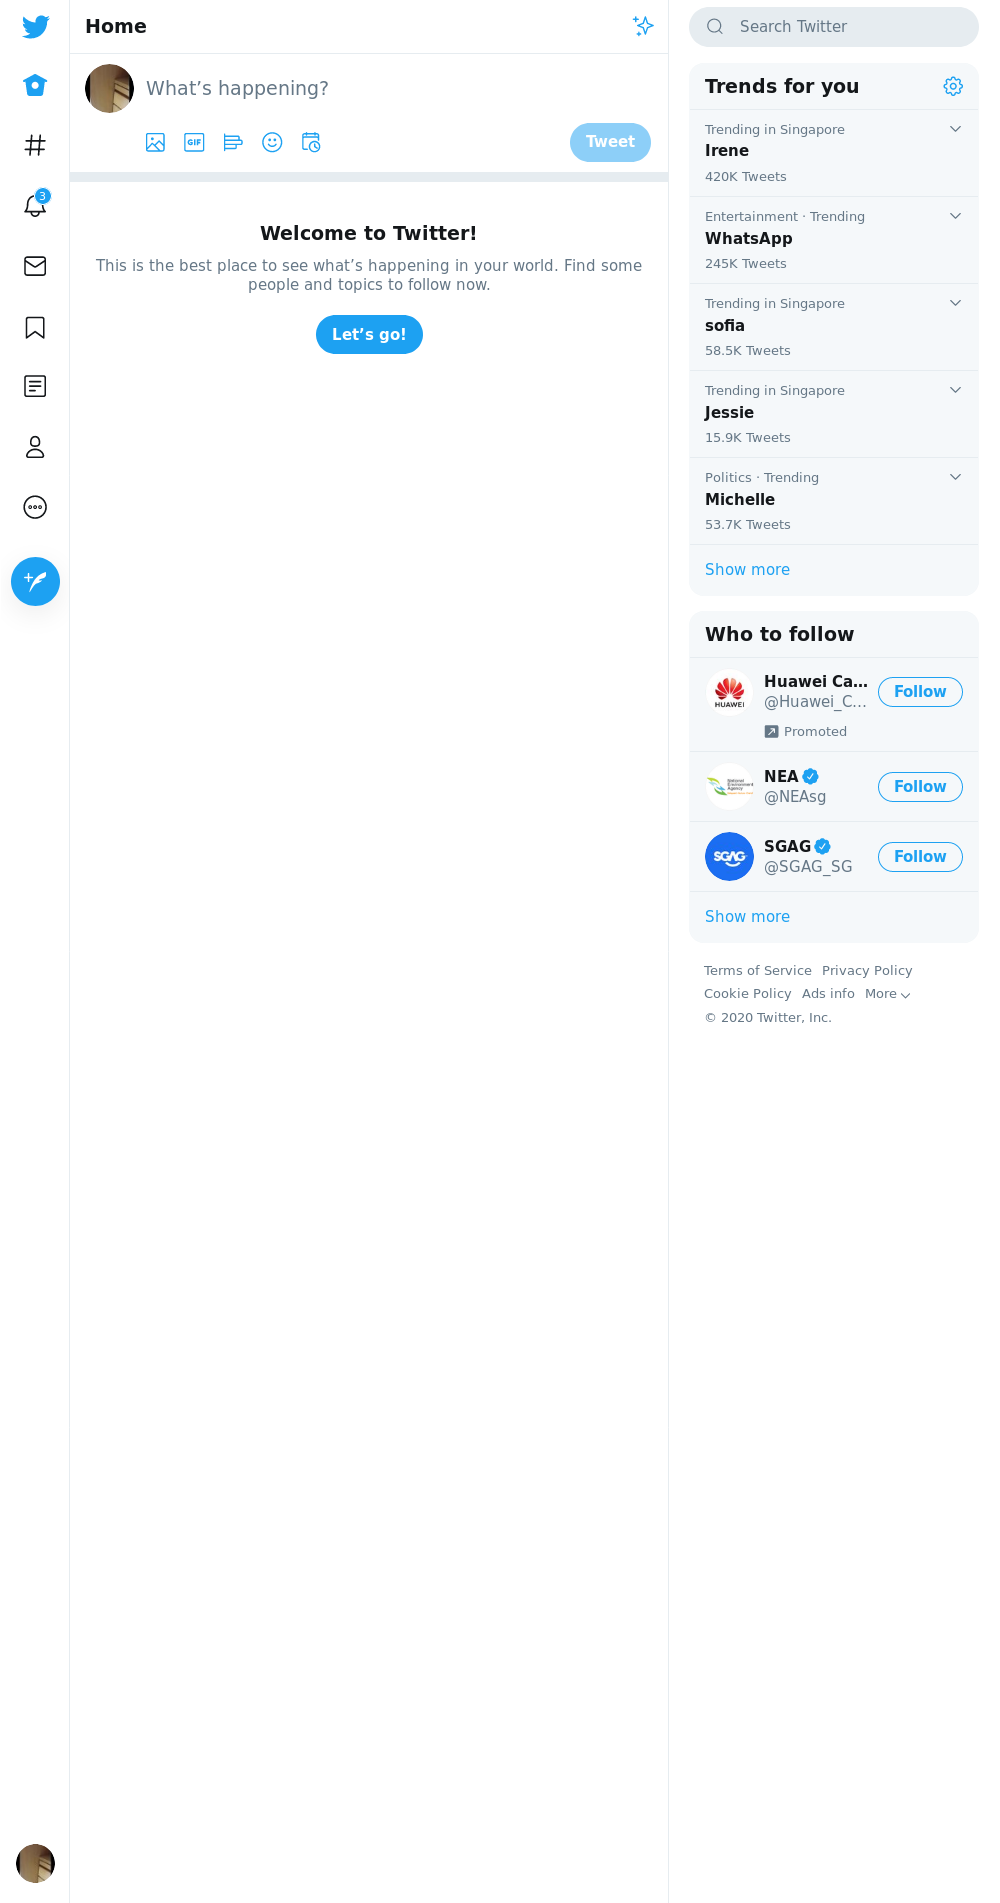 Home
What’s happening?
GIF
Tweet
3
Welcome to Twitter!
This is the best place to see what’s happening in your world. Find some
people and topics to follow now.
Let’s go!
Search Twitter
Trends for you
Trending in Singapore
Irene
420K Tweets
Entertainment · Trending
WhatsApp
245K Tweets
Trending in Singapore
sofia
58.5K Tweets
Trending in Singapore
Jessie
15.9K Tweets
Politics · Trending
Michelle
53.7K Tweets
Show more
Who to follow
HUAWEI
Huawei Ca…
@Huawei_C…
Follow
Promoted
National
Environment
Agency
NEA
@NEAsg
Follow
SGAG
SGAG
@SGAG_SG
Follow
Show more
Terms of Service Privacy Policy
Cookie Policy Ads info More
© 2020 Twitter, Inc.